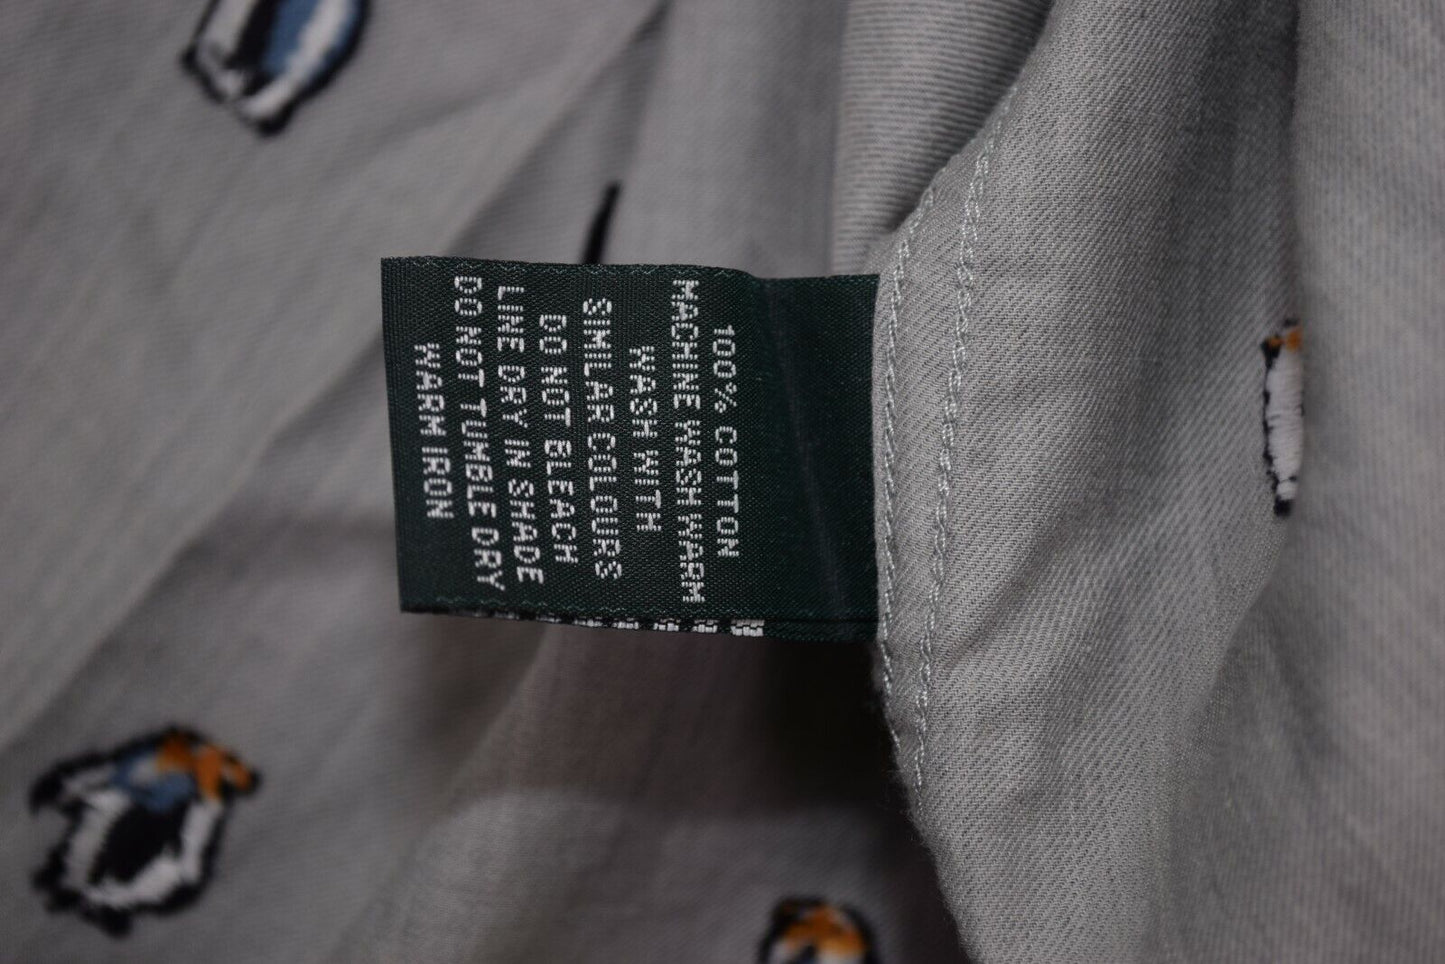 100% COTTON
MACHINE WASH WARM
WASH WITH
SIMILAR COLOURS
DO NOT BLEACH
LINE DRY IN SHADE
DO NOT TUMBLE DRY
WARM IRON